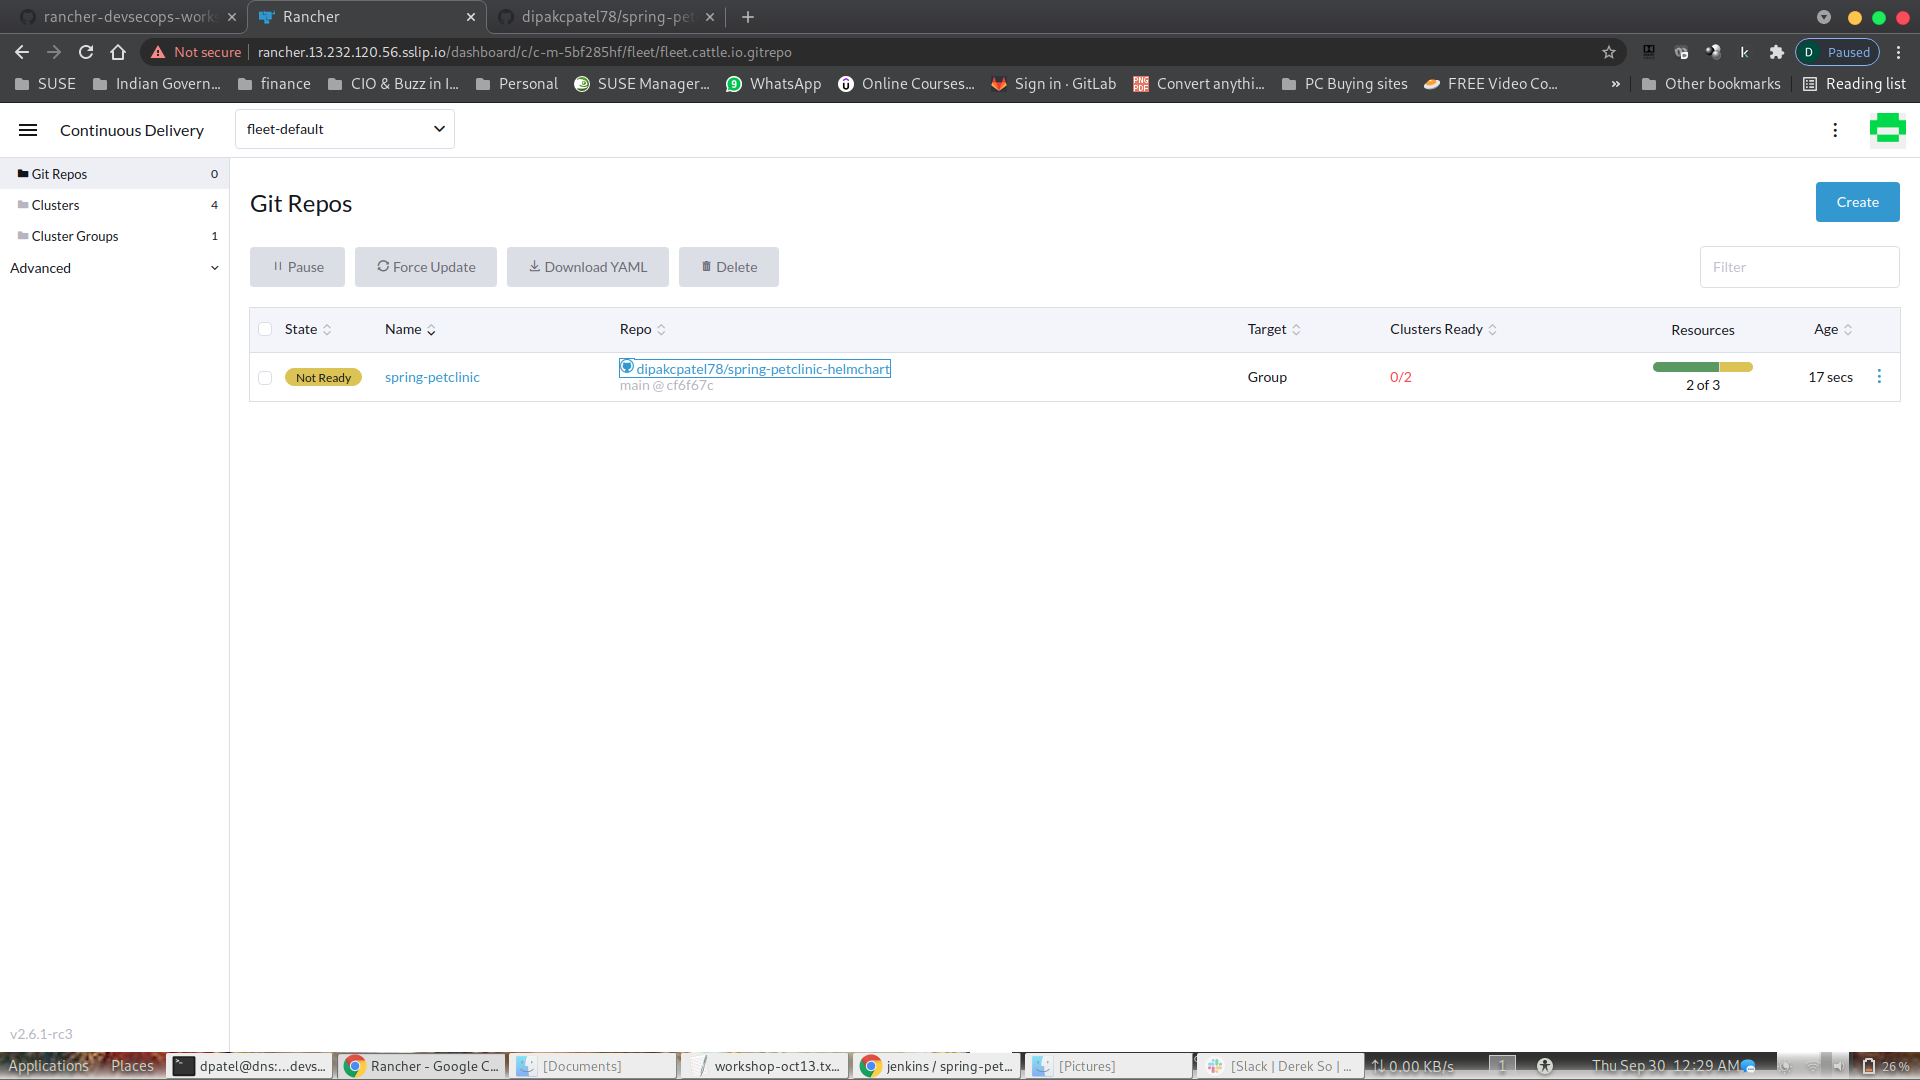 rancher-devsecops-works
Rancher
dipakcpatel78/spring-pet
Not secure
rancher.13.232.120.56.sslip.io/dashboard/c/c-m-5bf285hf/fleet/fleet.cattle.io.gitrepo
k
D Paused
SUSE
Indian Govern...
finance
CIO & Buzz in I...
Personal
SUSE Manager...
9 WhatsApp
Online Courses...
Sign in · GitLab
PNG PDF Convert anythi...
PC Buying sites
FREE Video Co...
»
Other bookmarks
Reading list
Continuous Delivery
fleet-default
Git Repos 0
Clusters 4
Cluster Groups 1
Advanced
Git Repos
Create
Pause
Force Update
Download YAML
Delete
Filter
State Name Repo Target Clusters Ready Resources Age
Not Ready spring-petclinic dipakcpatel78/spring-petclinic-helmchart Group 0/2 17 secs
main @ cf6f67c 2 of 3
v2.6.1-rc3
Applications Places dpatel@dns:...devs... Rancher - Google C... [Documents] workshop-oct13.tx... jenkins / spring-pet... [Pictures] [Slack | Derek So | ... 0.00 KB/s 1 Thu Sep 30 12:29 AM 26 %